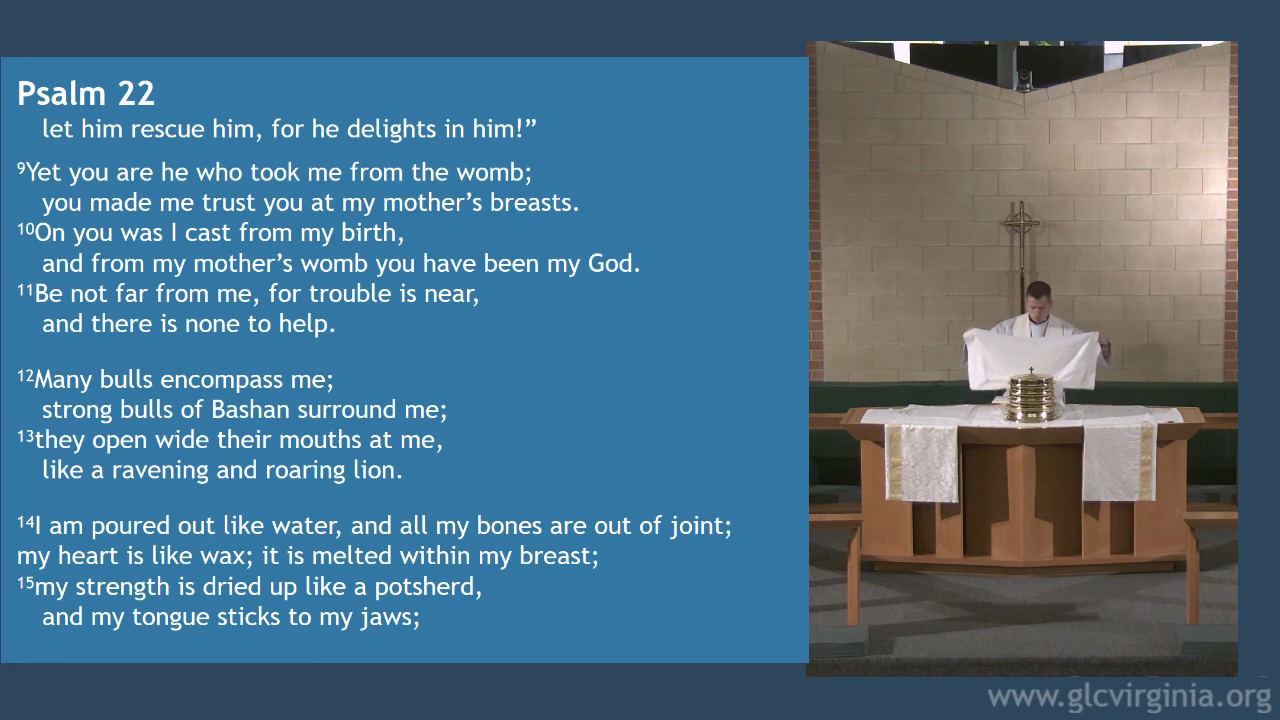 Psalm 22
let him rescue him, for he delights in him!”
⁹Yet you are he who took me from the womb;
you made me trust you at my mother’s breasts.
¹⁰On you was I cast from my birth,
and from my mother’s womb you have been my God.
¹¹Be not far from me, for trouble is near,
and there is none to help.
¹²Many bulls encompass me;
strong bulls of Bashan surround me;
¹³they open wide their mouths at me,
like a ravening and roaring lion.
¹⁴I am poured out like water, and all my bones are out of joint;
my heart is like wax; it is melted within my breast;
¹⁵my strength is dried up like a potsherd,
and my tongue sticks to my jaws;
www.glcvirginia.org